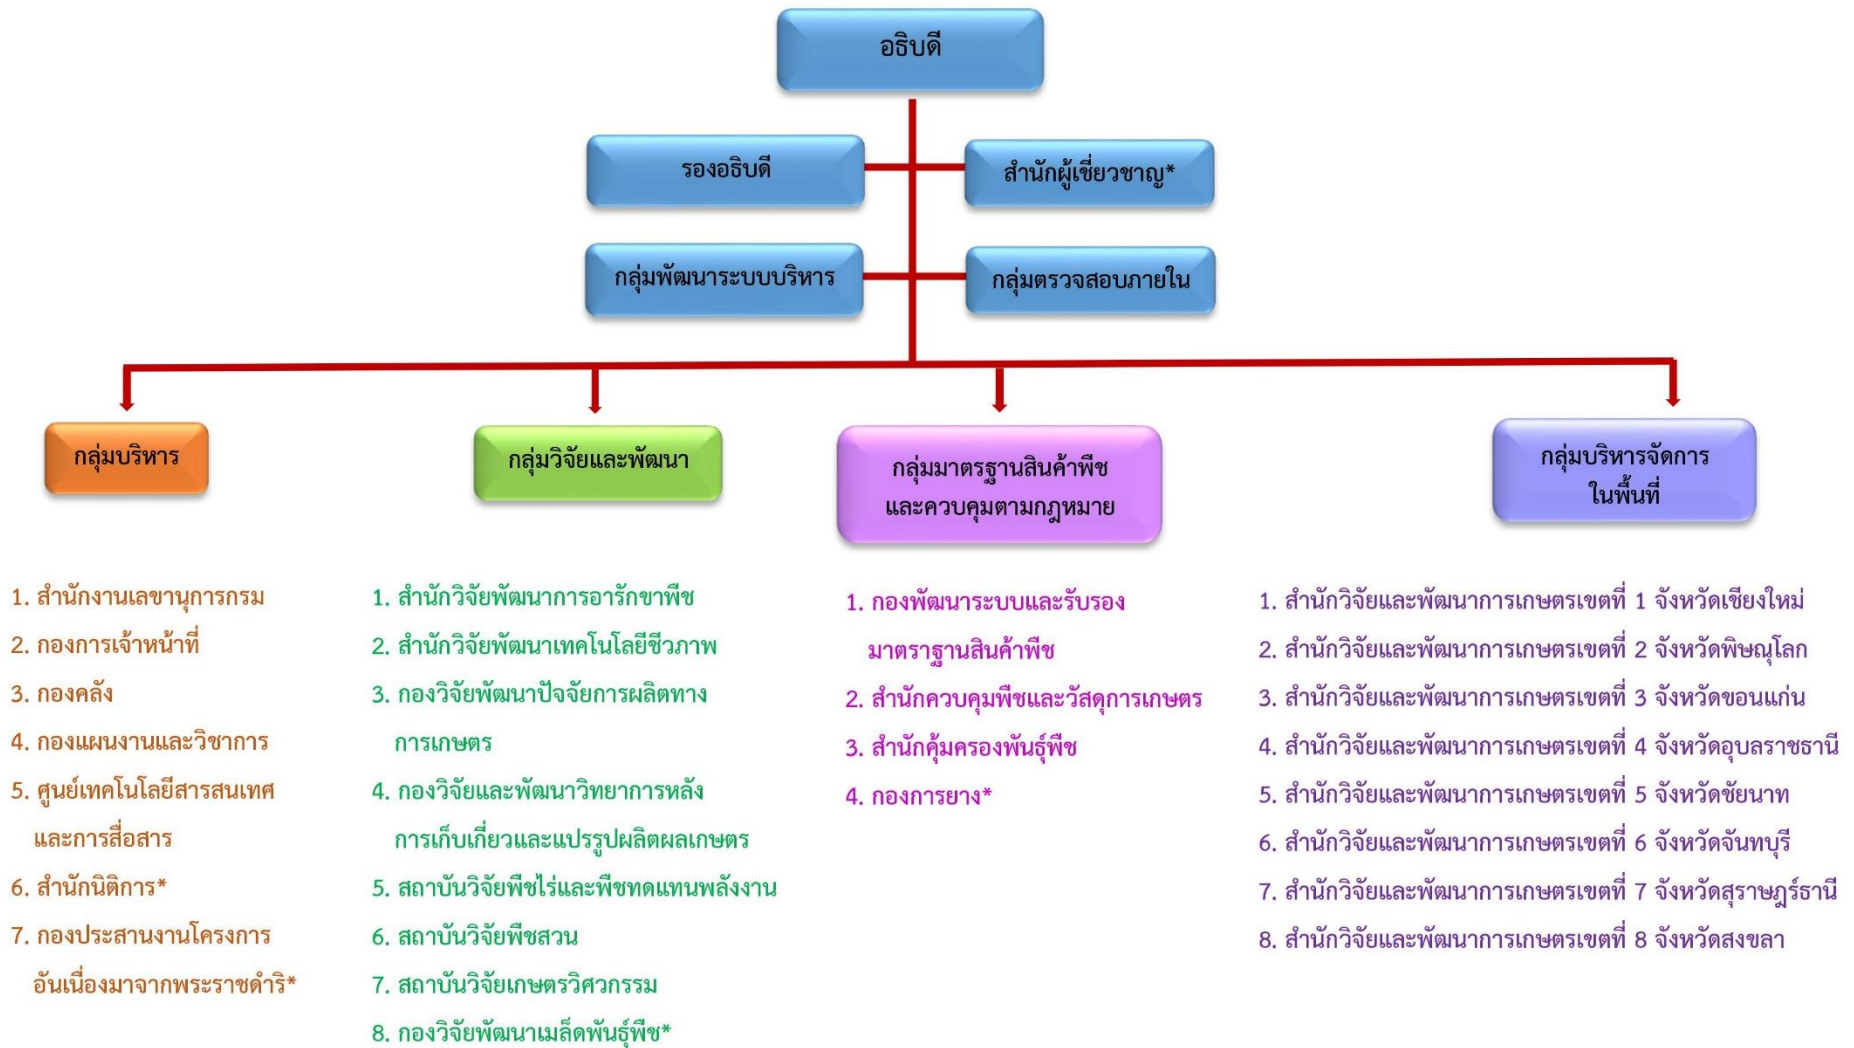 อธิบดี
รองอธิบดี
สำนักผู้เชี่ยวชาญ*
กลุ่มพัฒนาระบบบริหาร
กลุ่มตรวจสอบภายใน
กลุ่มบริหาร
1. สำนักงานเลขานุการกรม
2. กองการเจ้าหน้าที่
3. กองคลัง
4. กองแผนงานและวิชาการ
5. ศูนย์เทคโนโลยีสารสนเทศ
และการสื่อสาร
6. สำนักนิติการ*
7. กองประสานงานโครงการ
อันเนื่องมาจากพระราชดำริ*
กลุ่มวิจัยและพัฒนา
1. สำนักวิจัยพัฒนาการอารักขาพืช
2. สำนักวิจัยพัฒนาเทคโนโลยีชีวภาพ
3. กองวิจัยพัฒนาปัจจัยการผลิตทาง
การเกษตร
4. กองวิจัยและพัฒนาวิทยาการหลัง
การเก็บเกี่ยวและแปรรูปผลิตผลเกษตร
5. สถาบันวิจัยพืชไร่และพืชทดแทนพลังงาน
6. สถาบันวิจัยพืชสวน
7. สถาบันวิจัยเกษตรวิศวกรรม
8. กองวิจัยพัฒนาเมล็ดพันธุ์พืช*
กลุ่มมาตรฐานสินค้าพืช
และควบคุมตามกฎหมาย
1. กองพัฒนาระบบและรับรอง
มาตราฐานสินค้าพืช
2. สำนักควบคุมพืชและวัสดุการเกษตร
3. สำนักคุ้มครองพันธุ์พืช
4. กองการยาง*
กลุ่มบริหารจัดการ
ในพื้นที่
1. สำนักวิจัยและพัฒนาการเกษตรเขตที่ 1 จังหวัดเชียงใหม่
2. สำนักวิจัยและพัฒนาการเกษตรเขตที่ 2 จังหวัดพิษณุโลก
3. สำนักวิจัยและพัฒนาการเกษตรเขตที่ 3 จังหวัดขอนแก่น
4. สำนักวิจัยและพัฒนาการเกษตรเขตที่ 4 จังหวัดอุบลราชธานี
5. สำนักวิจัยและพัฒนาการเกษตรเขตที่ 5 จังหวัดชัยนาท
6. สำนักวิจัยและพัฒนาการเกษตรเขตที่ 6 จังหวัดจันทบุรี
7. สำนักวิจัยและพัฒนาการเกษตรเขตที่ 7 จังหวัดสุราษฎร์ธานี
8. สำนักวิจัยและพัฒนาการเกษตรเขตที่ 8 จังหวัดสงขลา